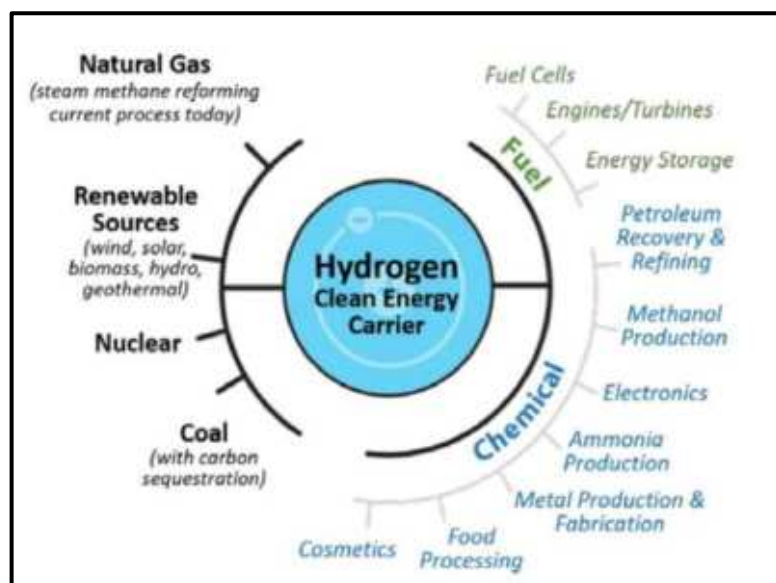 Natural Gas
(steam methane reforming
current process today)
Renewable
Sources
(wind, solar,
biomass, hydro,
geothermal)
Nuclear
Coal
(with carbon
sequestration)
Hydrogen
Clean Energy
Carrier
Fuel
Fuel Cells
Engines/Turbines
Energy Storage
Chemical
Petroleum
Recovery &
Refining
Methanol
Production
Electronics
Ammonia
Production
Metal Production &
Fabrication
Food
Processing
Cosmetics